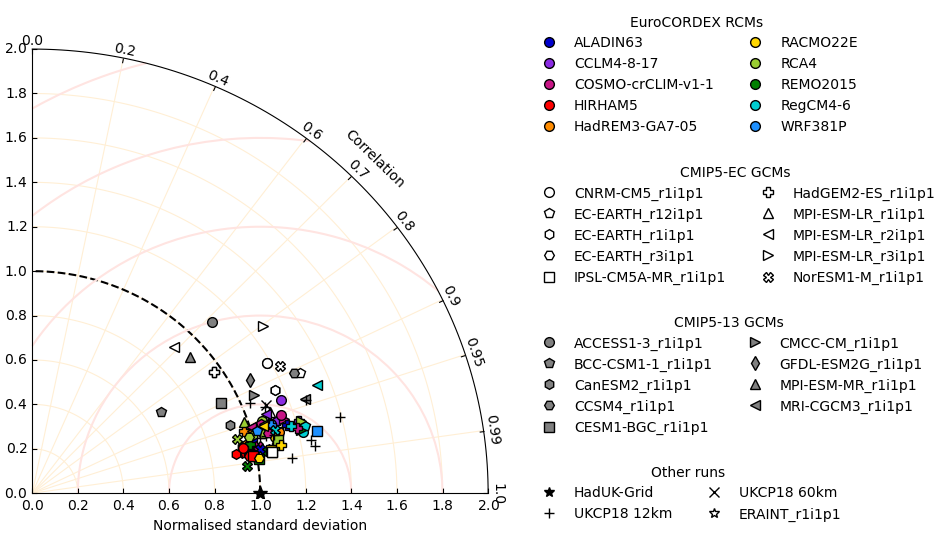 0.0
0.2
0.4
0.6
Correlation
0.7
0.8
0.9
0.95
0.99
1.0
2.0
1.8
1.6
1.4
1.2
1.0
0.8
0.6
0.4
0.2
0.0
0.0 0.2 0.4 0.6 0.8 1.0 1.2 1.4 1.6 1.8 2.0
Normalised standard deviation
EuroCORDEX RCMs
ALADIN63 RACMO22E
CCLM4-8-17 RCA4
COSMO-crCLIM-v1-1 REMO2015
HIRHAM5 RegCM4-6
HadREM3-GA7-05 WRF381P
CMIP5-EC GCMs
CNRM-CM5_r1i1p1 HadGEM2-ES_r1i1p1
EC-EARTH_r12i1p1 MPI-ESM-LR_r1i1p1
EC-EARTH_r1i1p1 MPI-ESM-LR_r2i1p1
EC-EARTH_r3i1p1 MPI-ESM-LR_r3i1p1
IPSL-CM5A-MR_r1i1p1 NorESM1-M_r1i1p1
CMIP5-13 GCMs
ACCESS1-3_r1i1p1 CMCC-CM_r1i1p1
BCC-CSM1-1_r1i1p1 GFDL-ESM2G_r1i1p1
CanESM2_r1i1p1 MPI-ESM-MR_r1i1p1
CCSM4_r1i1p1 MRI-CGCM3_r1i1p1
CESM1-BGC_r1i1p1
Other runs
HadUK-Grid UKCP18 60km
UKCP18 12km ERAINT_r1i1p1